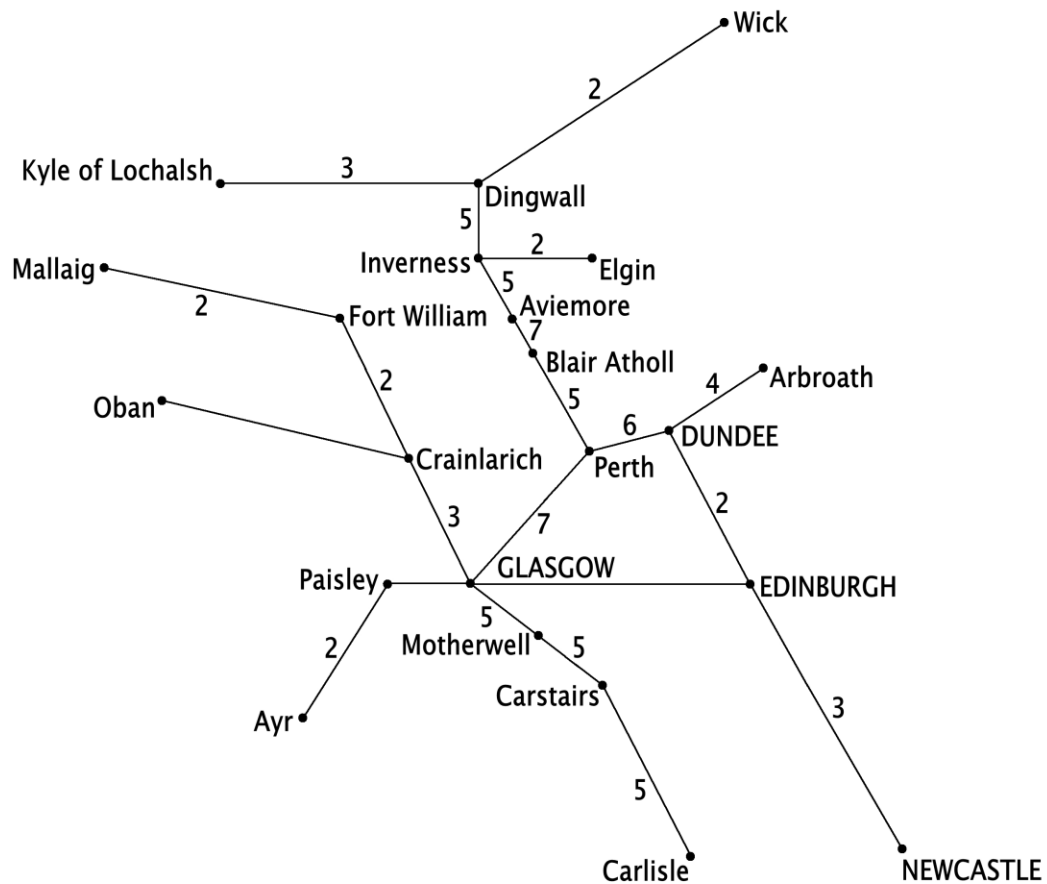 Wick
2
Kyle of Lochalsh
3
Dingwall
5
2
Inverness
Elgin
Mallaig
5
2
Aviemore
Fort William
7
Blair Atholl
2
5
4
Arbroath
Oban
6
DUNDEE
Crainlarich
Perth
2
3
7
Paisley
GLASGOW
EDINBURGH
5
2
Motherwell
5
Carstairs
3
Ayr
5
Carlisle
NEWCASTLE